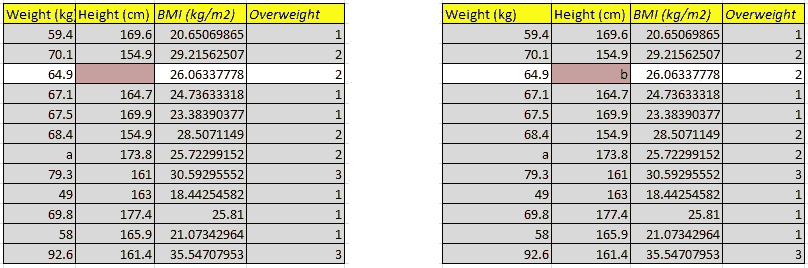 Weight (kg Height (cm) BMI (kg/m2) Overweight Weight (kg) Height (cm) BMI (kg/m2) Overweight
59.4 169.6 20.65069865 1 59.4 169.6 20.65069865 1
70.1 154.9 29.21562507 2 70.1 154.9 29.21562507 2
64.9 26.06337778 2 64.9 b 26.06337778 2
67.1 164.7 24.73633318 1 67.1 164.7 24.73633318 1
67.5 169.9 23.38390377 1 67.5 169.9 23.38390377 1
68.4 154.9 28.5071149 2 68.4 154.9 28.5071149 2
a 173.8 25.72299152 2 a 173.8 25.72299152 2
79.3 161 30.59295552 3 79.3 161 30.59295552 3
49 163 18.44254582 1 49 163 18.44254582 1
69.8 177.4 25.81 1 69.8 177.4 25.81 1
58 165.9 21.07342964 1 58 165.9 21.07342964 1
92.6 161.4 35.54707953 3 92.6 161.4 35.54707953 3